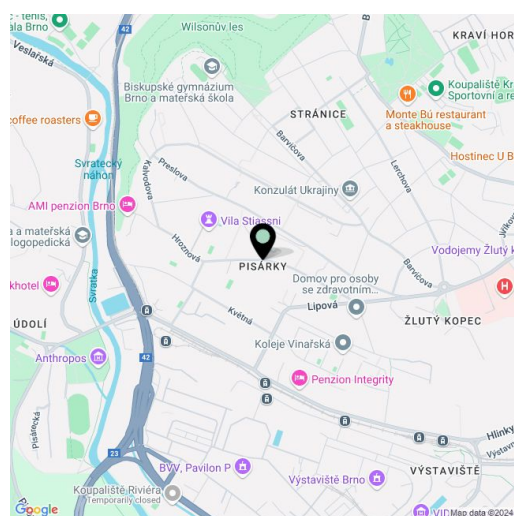 - tenis,
ala Brno
42
Wilsonův les
KRAVÍ HOR
Veslařská
Biskupské gymnázium
Brno a mateřská škola
Koupaliště Kr
Sportovní a re
STRÁNICE
Monte Bú restaurant
a steakhouse
coffee roasters
Barvičova
Hostinec U B
Svratecký
náhon
Kalvodova
Preslova
Lerchova
Konzulát Ukrajiny
AMI penzion Brno
Vila Stiassni
a a mateřská
logopedická
Hroznová
Vodojemy Žlutý k
PISÁRKY
Barvičova
khotel
Svratka
Domov pro osoby
se zdravotním...
Lipová
ÚDOLÍ
Květná
ŽLUTÝ KOPEC
Koleje Vinařská
Anthropos
42
Penzion Integrity
Pisárecká
Hlinky
Výstavní
23
BVV, Pavilon P
VÝSTAVIŠTĚ
Výstaviště Brno
Koupaliště Riviéra
Temporarily closed
Google
VID
Map data ©2024